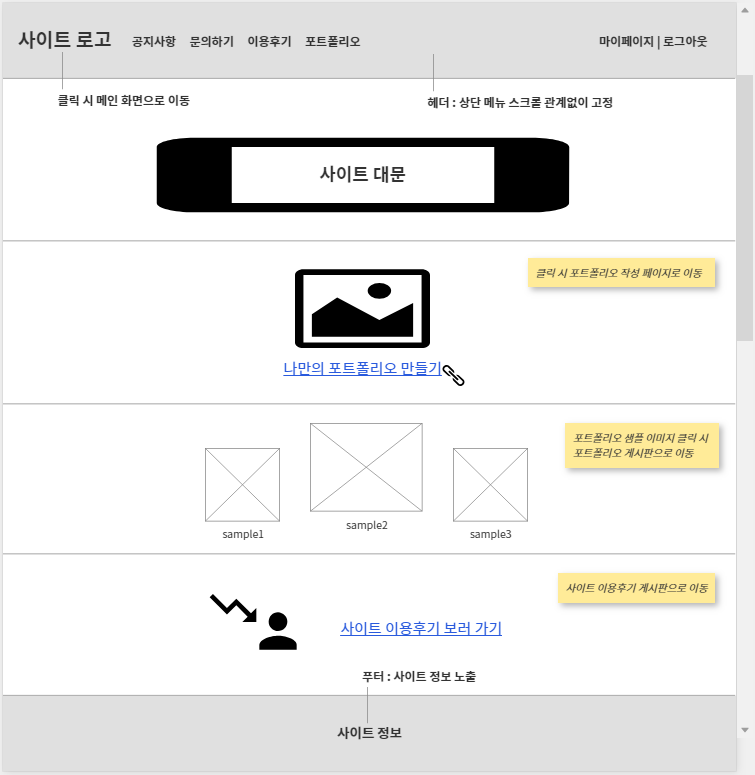 사이트 로고 공지사항 문의하기 이용후기 포트폴리오 마이페이지 | 로그아웃
클릭 시 메인 화면으로 이동
헤더 : 상단 메뉴 스크롤 관계없이 고정
사이트 대문
클릭 시 포트폴리오 작성 페이지로 이동
나만의 포트폴리오 만들기
포트폴리오 샘플 이미지 클릭 시
포트폴리오 게시판으로 이동
sample1
sample2
sample3
사이트 이용후기 게시판으로 이동
사이트 이용후기 보러 가기
푸터 : 사이트 정보 노출
사이트 정보